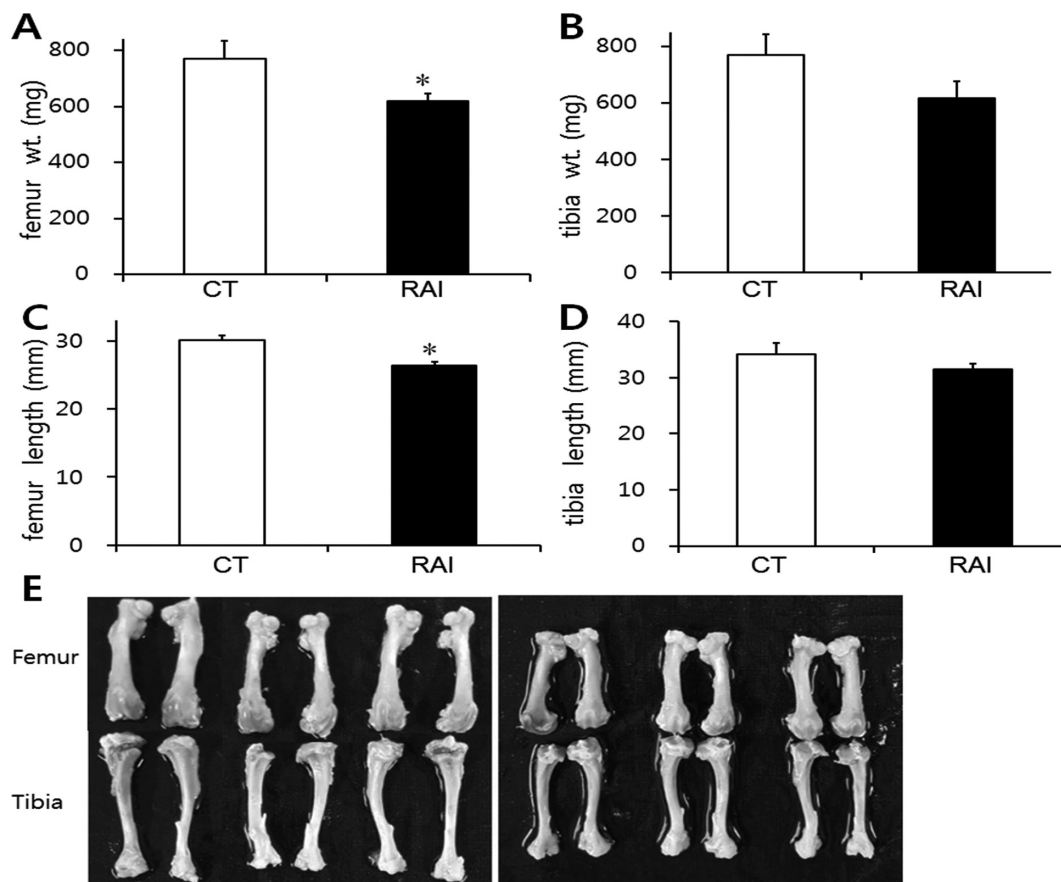 A
femur wt. (mg)
800
600
400
200
0
*
CT
RAI
B
tibia wt. (mg)
800
600
400
200
0
CT
RAI
C
femur length (mm)
30
20
10
0
*
CT
RAI
D
tibia length (mm)
40
30
20
10
0
CT
RAI
E
Femur
Tibia